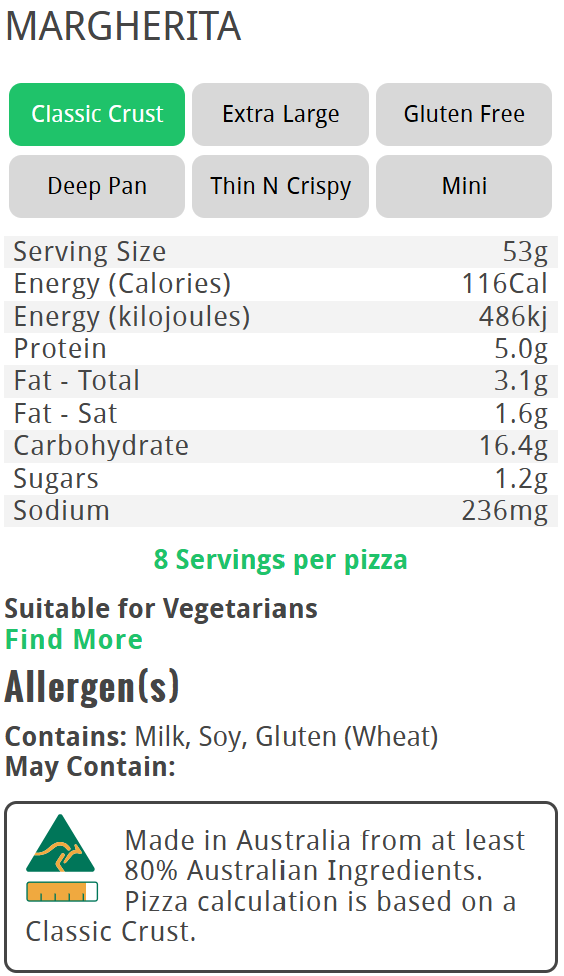 MARGHERITA
Classic Crust Extra Large Gluten Free
Deep Pan Thin N Crispy Mini
Serving Size 53g
Energy (Calories) 116Cal
Energy (kilojoules) 486kj
Protein 5.0g
Fat - Total 3.1g
Fat - Sat 1.6g
Carbohydrate 16.4g
Sugars 1.2g
Sodium 236mg
8 Servings per pizza
Suitable for Vegetarians
Find More
Allergen(s)
Contains: Milk, Soy, Gluten (Wheat)
May Contain:
Made in Australia from at least
80% Australian Ingredients.
Pizza calculation is based on a
Classic Crust.